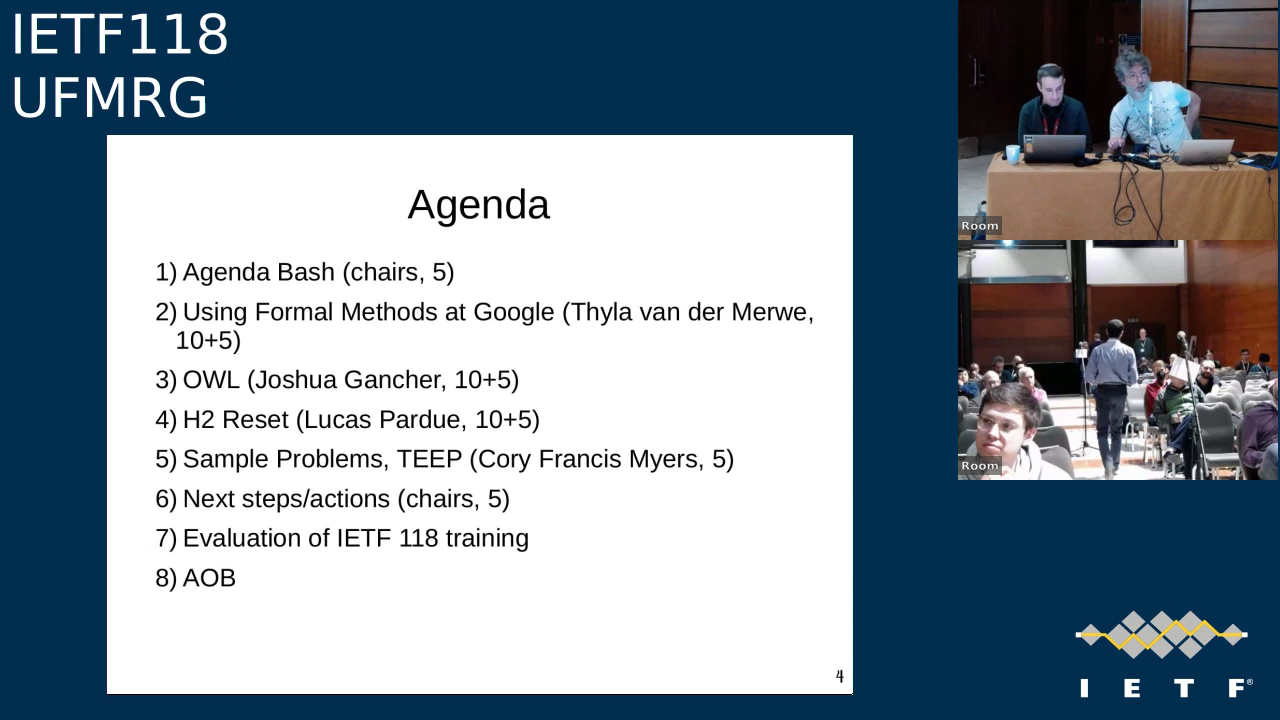 IETF118
UFMRG
Agenda
1) Agenda Bash (chairs, 5)
2) Using Formal Methods at Google (Thyla van der Merwe,
10+5)
3) OWL (Joshua Gancher, 10+5)
4) H2 Reset (Lucas Pardue, 10+5)
5) Sample Problems, TEEP (Cory Francis Myers, 5)
6) Next steps/actions (chairs, 5)
7) Evaluation of IETF 118 training
8) AOB
4
Room
Room
I E T F®